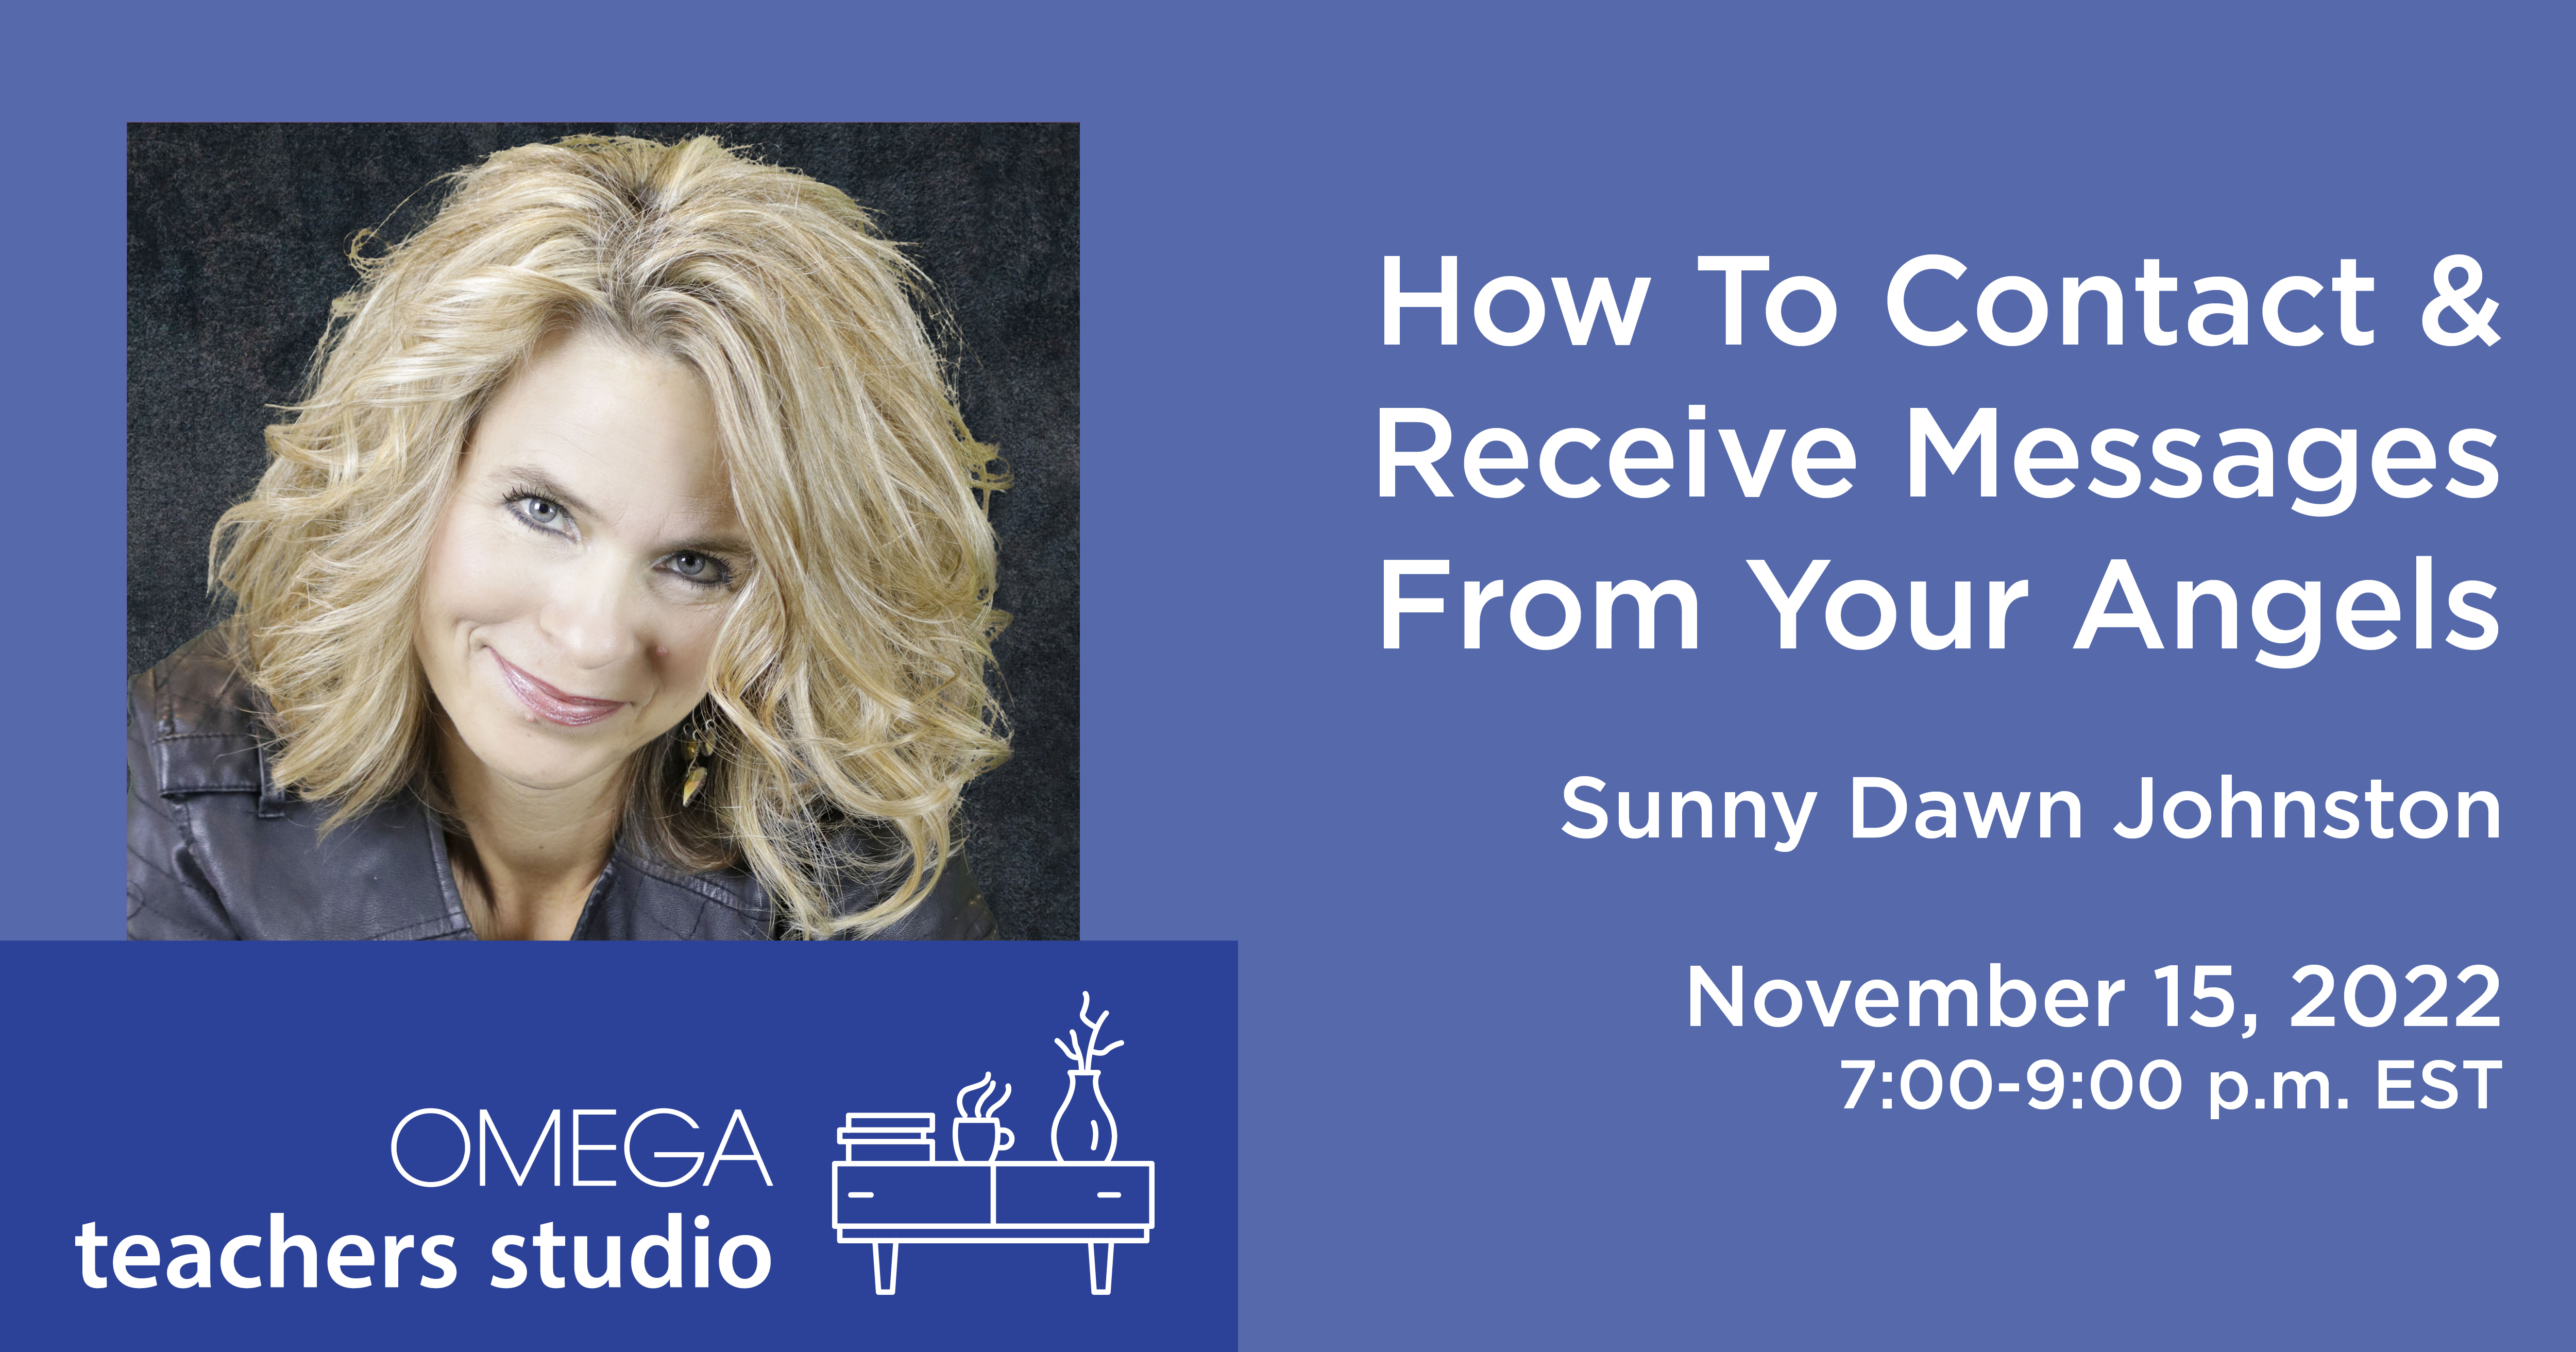 How To Contact &
Receive Messages
From Your Angels
Sunny Dawn Johnston
November 15, 2022
7:00-9:00 p.m. EST
OMEGA
teachers studio